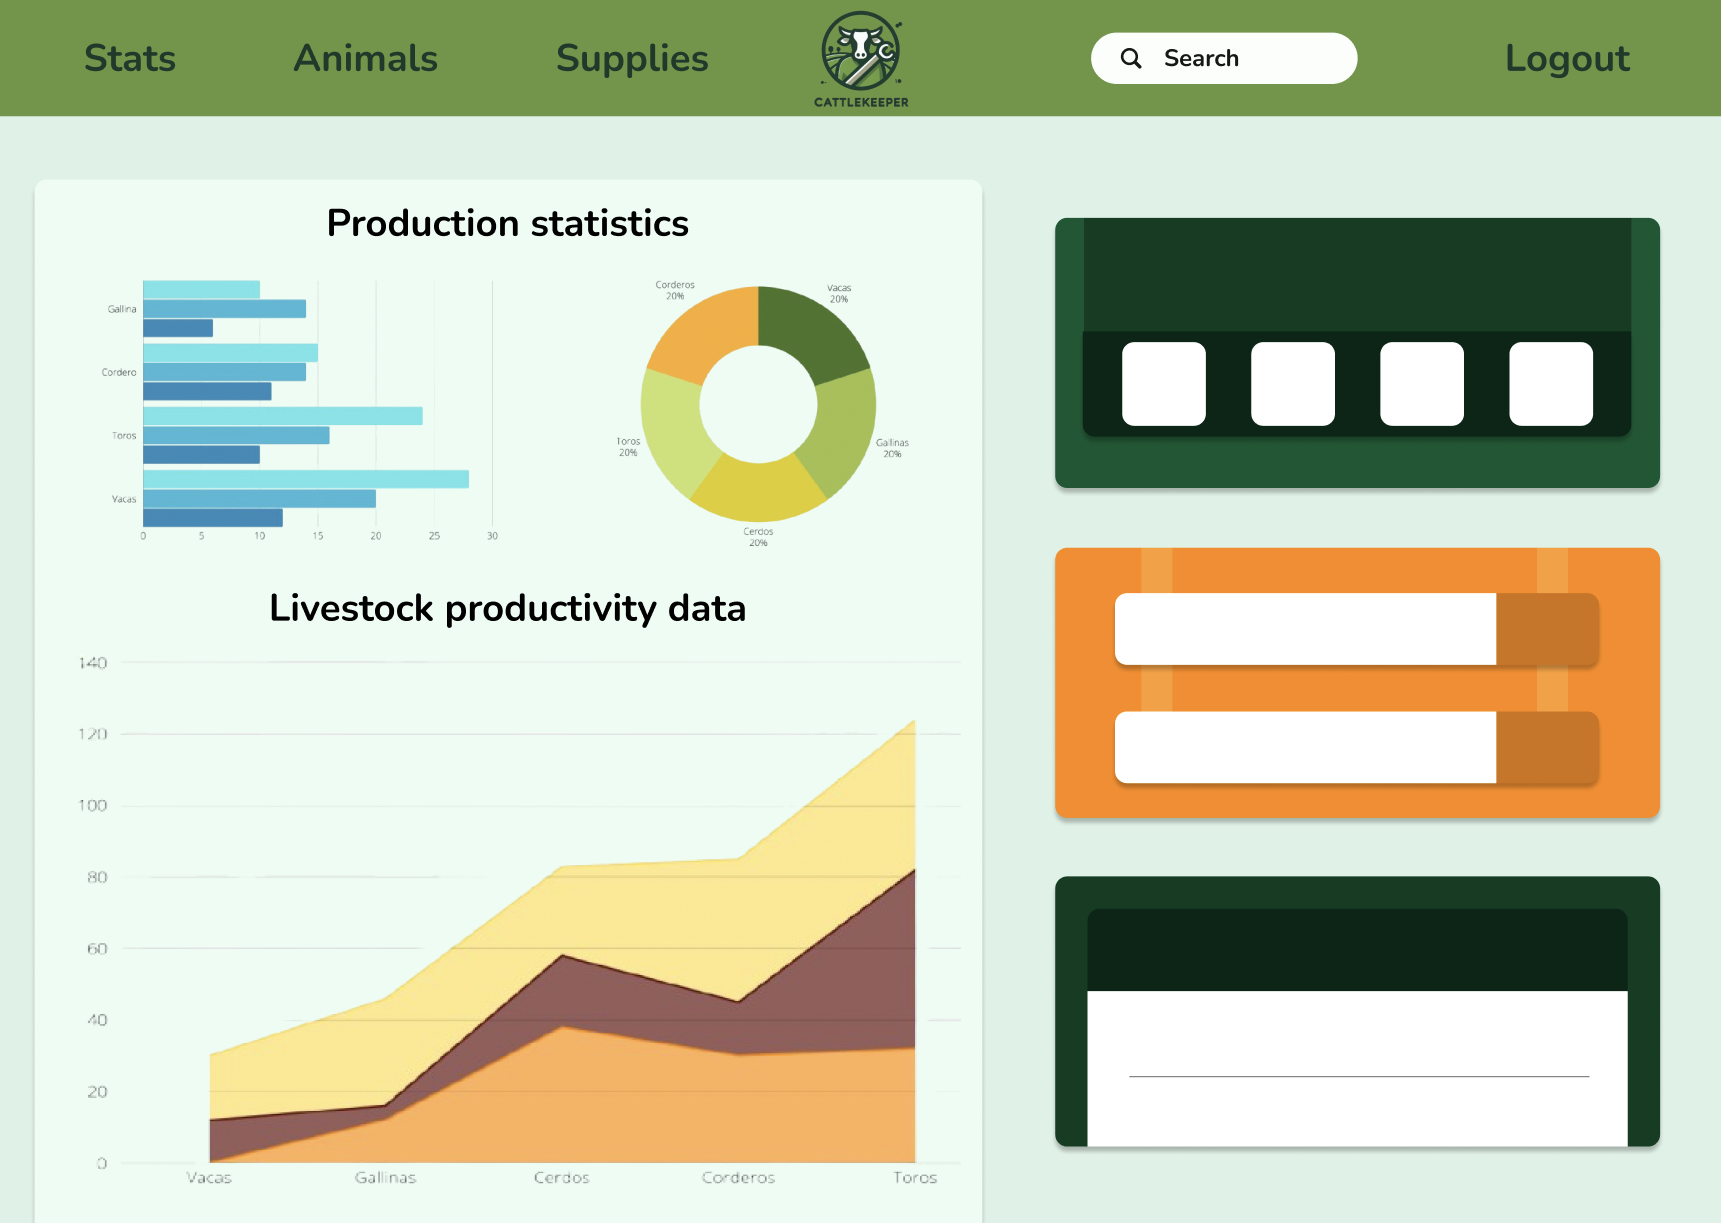 Stats
Animals
Supplies
CATTLEKEEPER
Search
Logout
Production statistics
Gallina
Cordero
Toros
Vacas
0 5 10 15 20 25 30
Corderos
20%
Vacas
20%
Toros
20%
Gallinas
20%
Cerdos
20%
Livestock productivity data
140
120
100
80
60
40
20
0
Vacas Gallinas Cerdos Corderos Toros